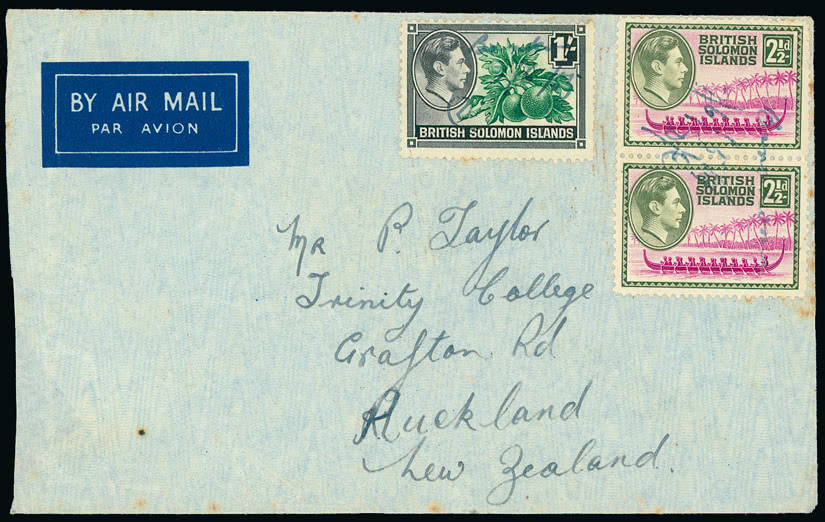 BY AIR MAIL
PAR AVION
1/-
BRITISH SOLOMON ISLANDS
BRITISH
SOLOMON
ISLANDS
2½d
BRITISH
SOLOMON
ISLANDS
2½d
Mr P. Taylor
Trinity College
Grafton Rd
Auckland
New Zealand.